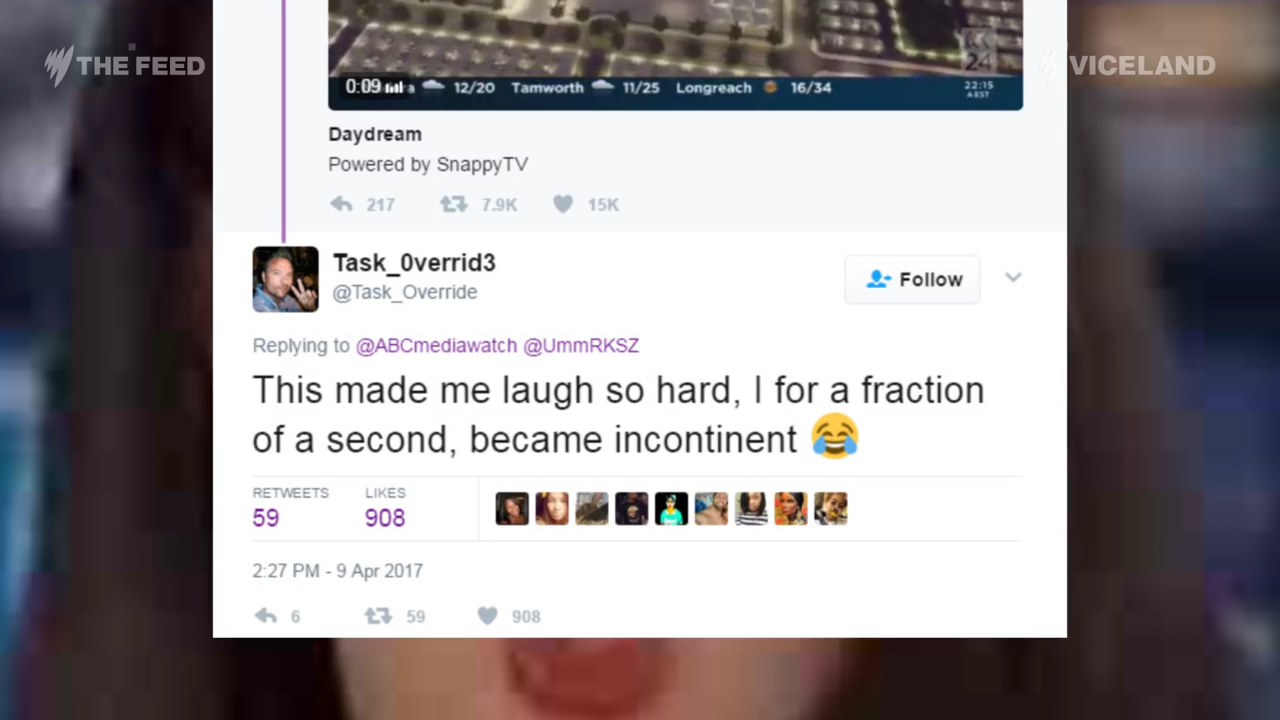 THE FEED
VICELAND
24
0:09
12/20 Tamworth 11/25 Longreach 16/34
22:15
AEST
Daydream
Powered by SnappyTV
217 7.9K 15K
Task_0verrid3
@Task_Override
Follow
Replying to @ABCmediawatch @UmmRKSZ
This made me laugh so hard, I for a fraction
of a second, became incontinent 😂
RETWEETS LIKES
59 908
2:27 PM - 9 Apr 2017
6 59 908